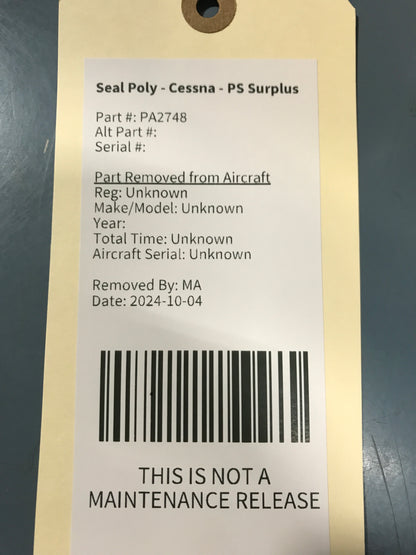 Seal Poly - Cessna - PS Surplus
Part #: PA2748
Alt Part #:
Serial #:
Part Removed from Aircraft
Reg: Unknown
Make/Model: Unknown
Year:
Total Time: Unknown
Aircraft Serial: Unknown
Removed By: MA
Date: 2024-10-04
THIS IS NOT A
MAINTENANCE RELEASE